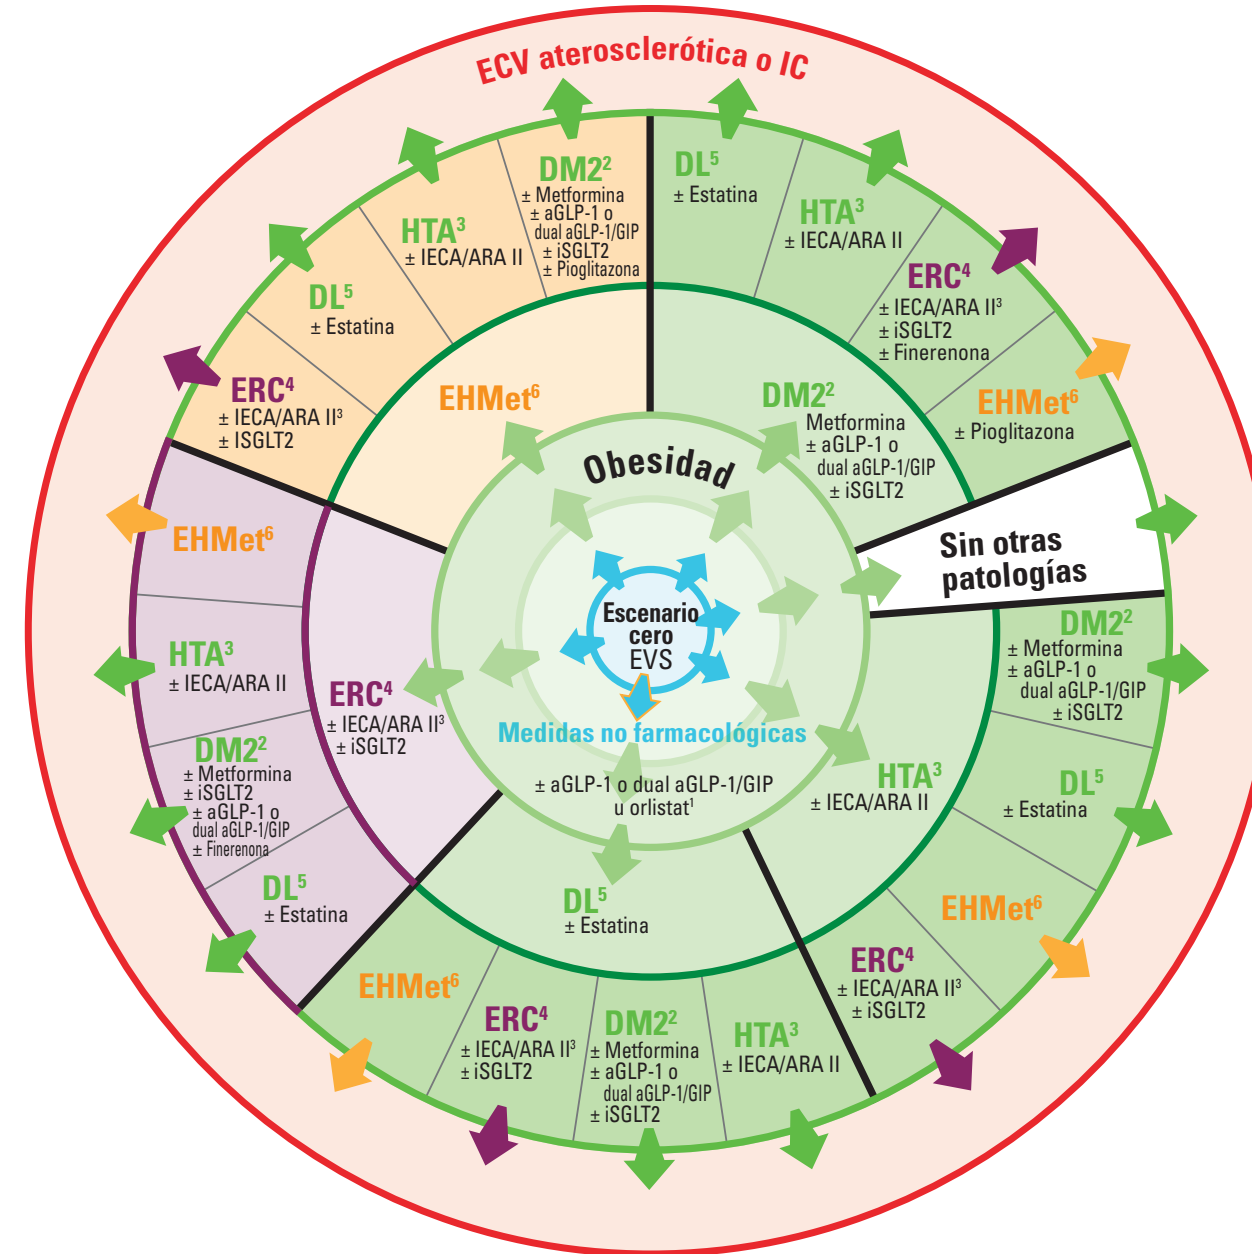 ECV aterosclerótica o IC
DM2²
± Metformina
± aGLP-1 o
dual aGLP-1/GIP
± iSGLT2
± Pioglitazona
HTA³
± IECA/ARA II
DL⁵
± Estatina
ERC⁴
± IECA/ARA II³
± ISGLT2
EHMet⁶
DL⁵
± Estatina
HTA³
± IECA/ARA II
ERC⁴
± IECA/ARA II³
± iSGLT2
± Finerenona
EHMet⁶
± Pioglitazona
DM2²
Metformina
± aGLP-1 o
dual aGLP-1/GIP
± iSGLT2
Obesidad
Sin otras
patologías
Escenario
cero
EVS
Medidas no farmacológicas
± aGLP-1 o dual aGLP-1/GIP
u orlistat¹
EHMet⁶
HTA³
± IECA/ARA II
DM2²
± Metformina
± iSGLT2
± aGLP-1 o
dual aGLP-1/GIP
± Finerenona
DL⁵
± Estatina
ERC⁴
± IECA/ARA II³
± iSGLT2
HTA³
± IECA/ARA II
DM2²
± Metformina
± aGLP-1 o
dual aGLP-1/GIP
± iSGLT2
DL⁵
± Estatina
EHMet⁶
ERC⁴
± IECA/ARA II³
± iSGLT2
DL⁵
± Estatina
EHMet⁶
ERC⁴
± IECA/ARA II³
± iSGLT2
DM2²
± Metformina
± aGLP-1 o
dual aGLP-1/GIP
± iSGLT2
HTA³
± IECA/ARA II